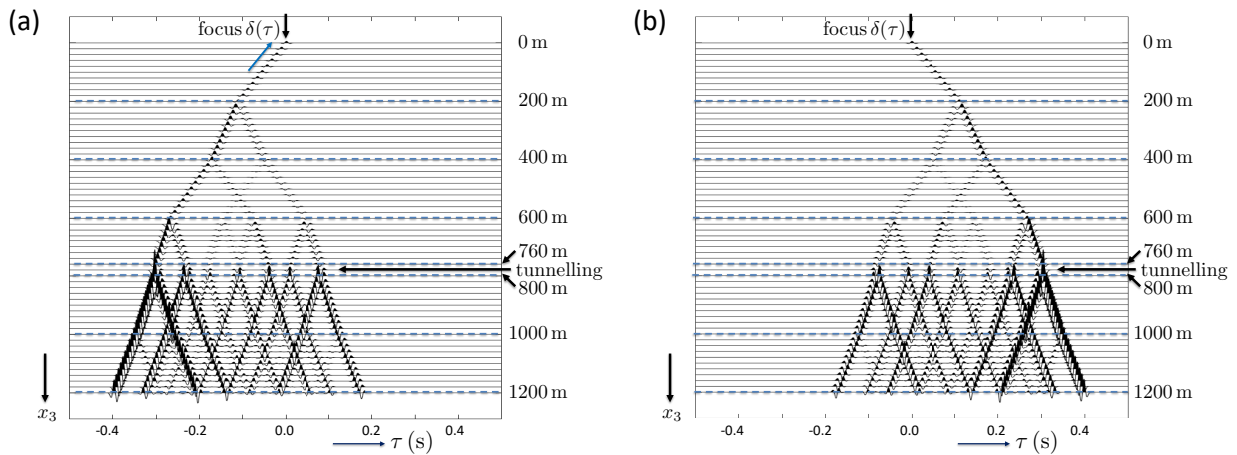 (a)
focus δ(τ)
0 m
200 m
400 m
600 m
760 m
tunnelling
800 m
1000 m
1200 m
x₃
-0.4 -0.2 0.0 0.2 0.4
τ (s)
(b)
focus δ(τ)
0 m
200 m
400 m
600 m
760 m
tunnelling
800 m
1000 m
1200 m
x₃
-0.4 -0.2 0.0 0.2 0.4
τ (s)